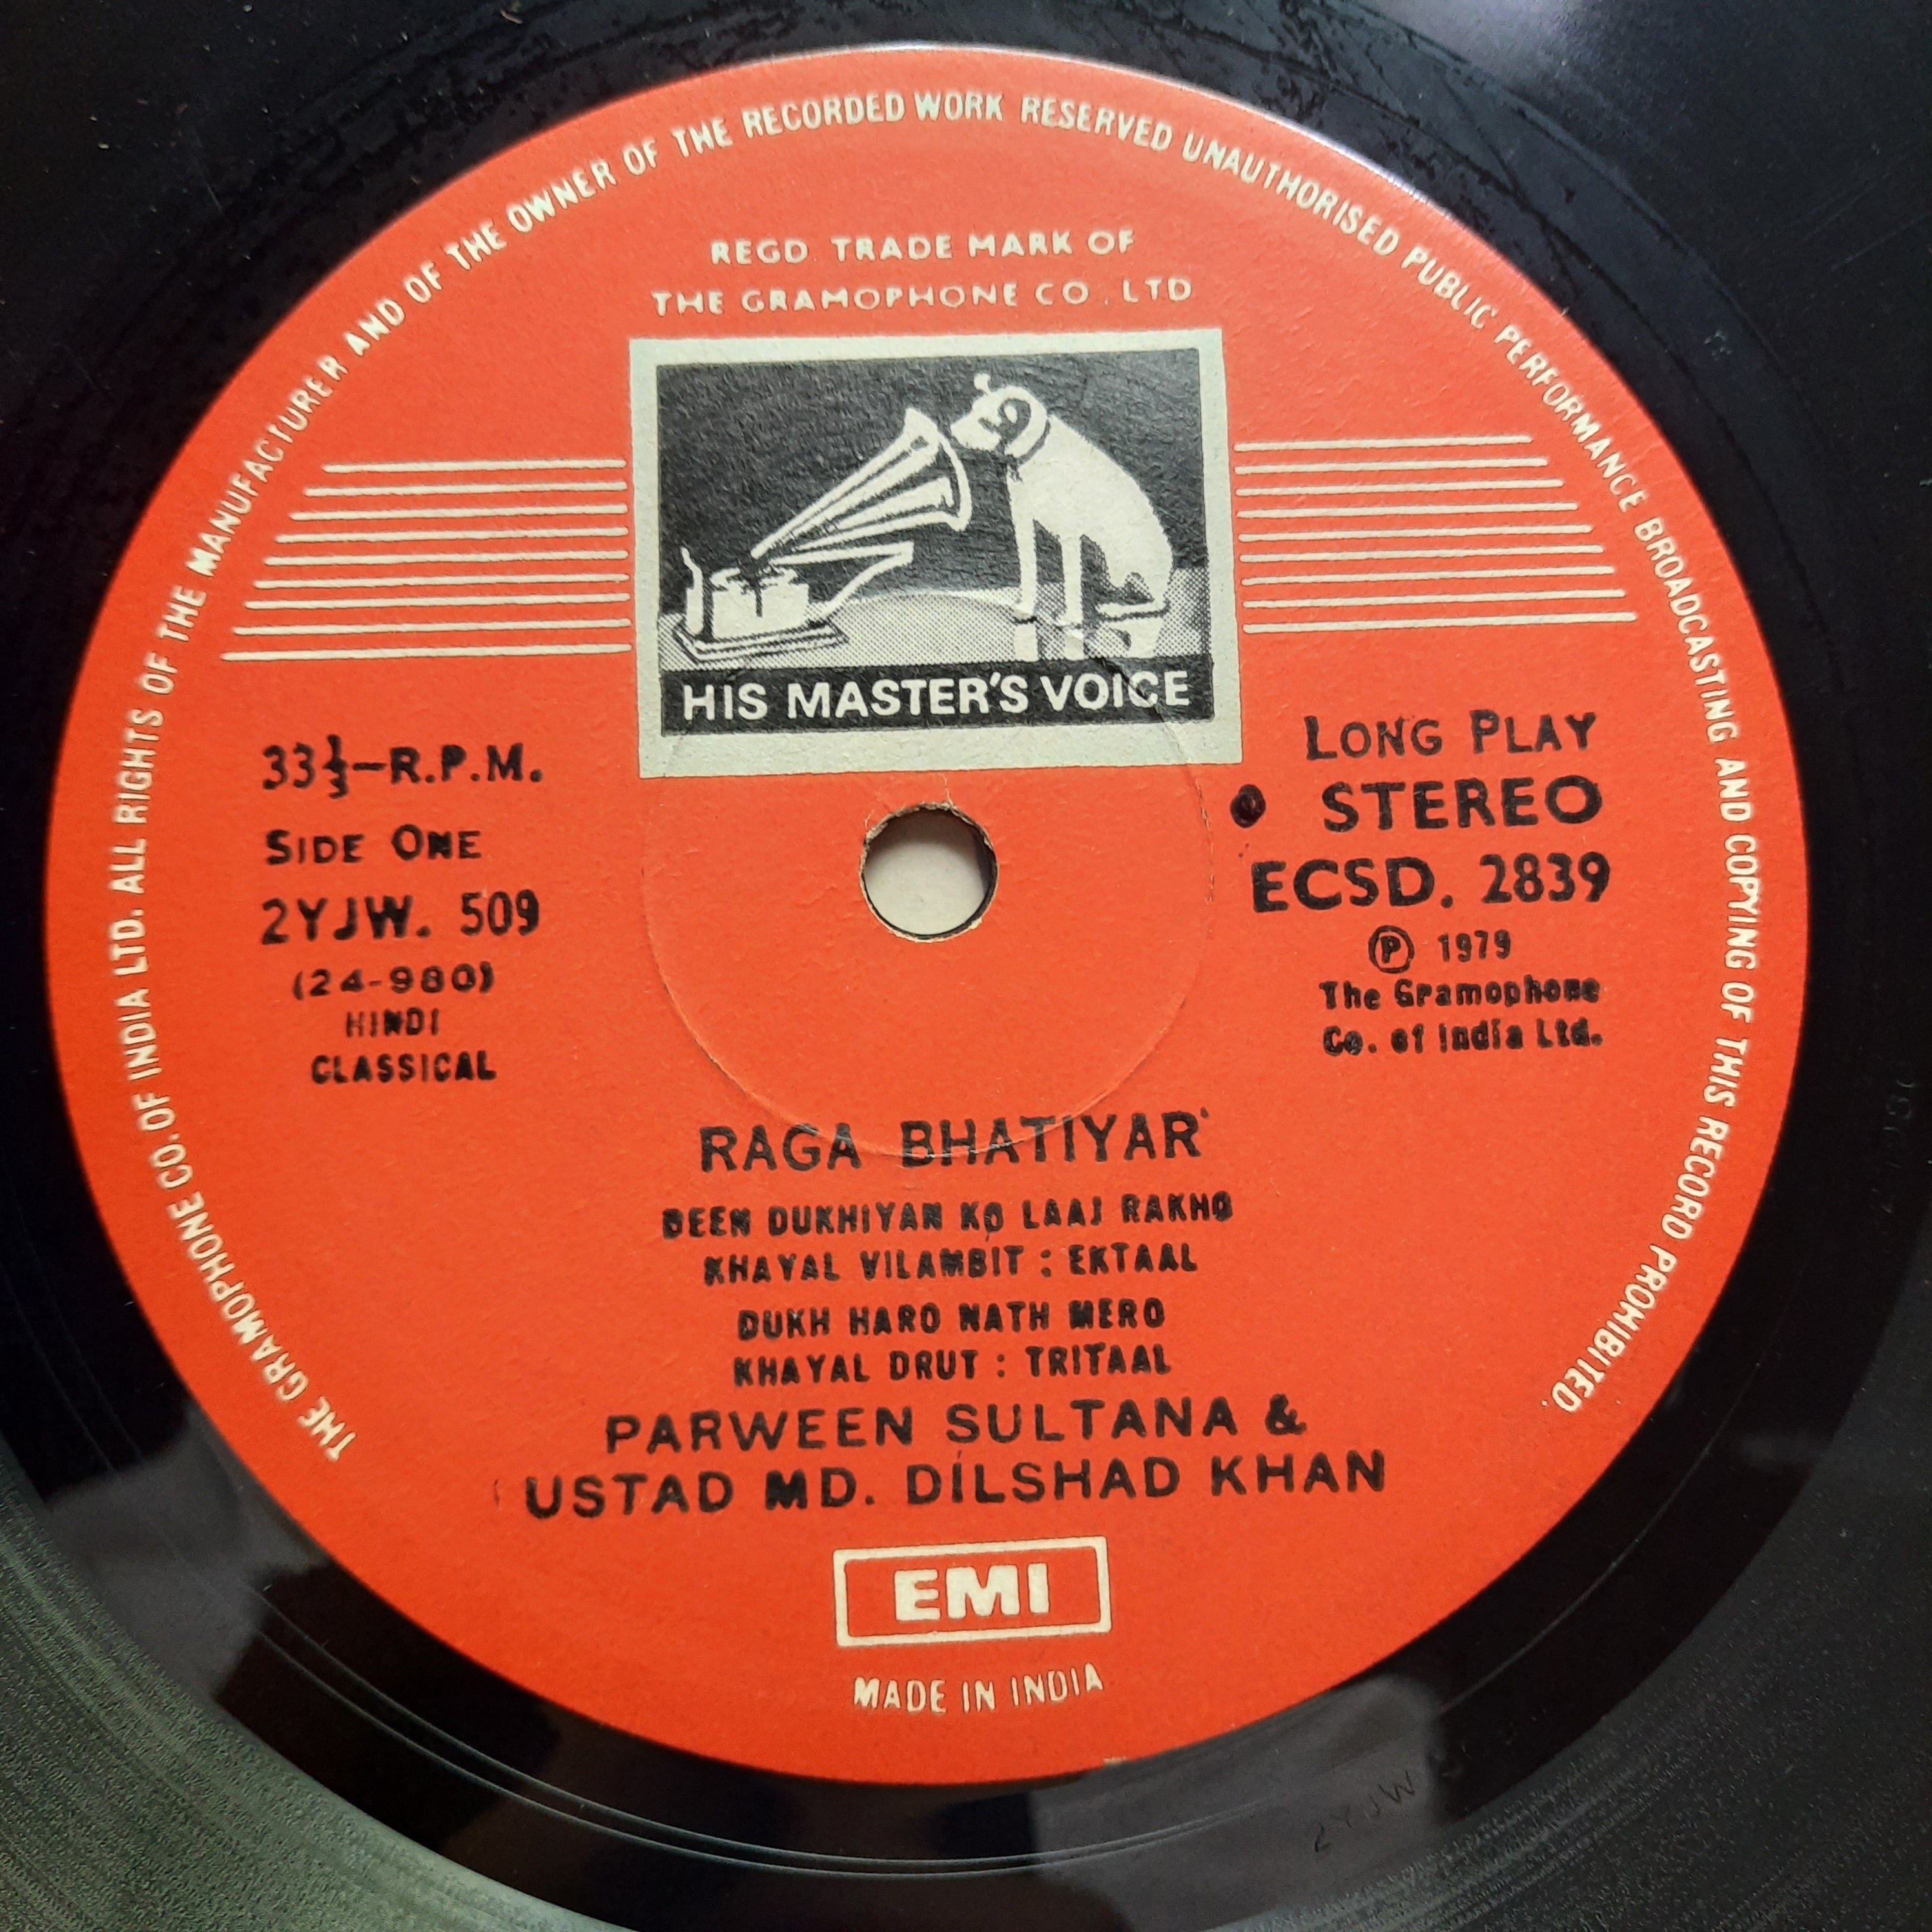 THE GRAMOPHONE CO. OF INDIA LTD. ALL RIGHTS OF THE MANUFACTURER AND OF THE OWNER OF THE RECORDED WORK RESERVED UNAUTHORISED PUBLIC PERFORMANCE BROADCASTING AND COPYING OF THIS RECORD PROHIBITED.
REGD. TRADE MARK OF
THE GRAMOPHONE CO. LTD
HIS MASTER'S VOICE
33⅓-R.P.M.
SIDE ONE
2YJW. 509
(24-980)
HINDI
CLASSICAL
LONG PLAY
STEREO
ECSD. 2839
Ⓟ 1979
The Gramophone
Co. of India Ltd.
RAGA BHATIYAR
DEEN DUKHIYAN KO LAAJ RAKHO
KHAYAL VILAMBIT : EKTAAL
DUKH HARO NATH MERO
KHAYAL DRUT : TRITAAL
PARWEEN SULTANA &
USTAD MD. DILSHAD KHAN
EMI
MADE IN INDIA
2YJW